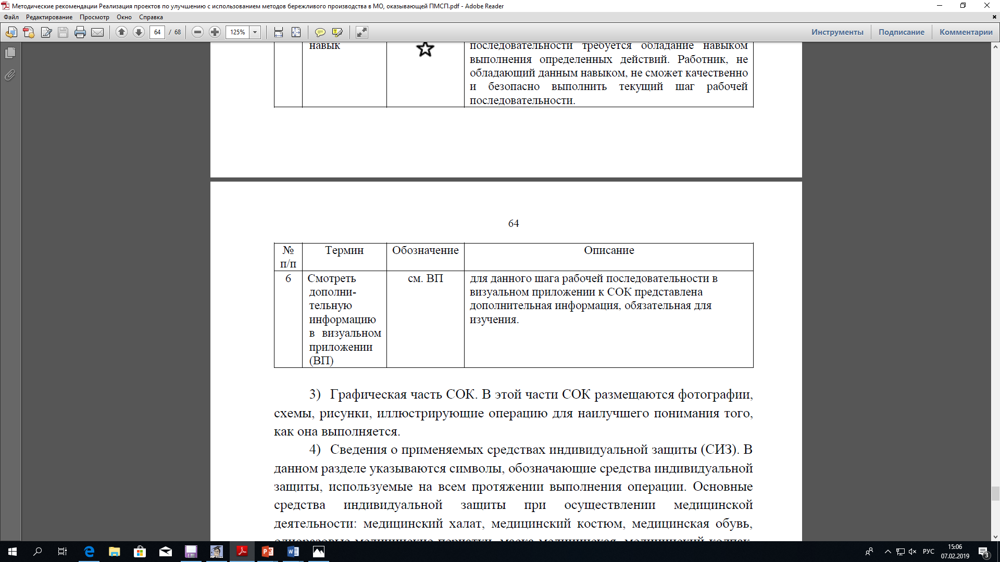 Методические рекомендации Реализация проектов по улучшению с использованием методов бережливого производства в МО, оказывающей ПМСП.pdf - Adobe Reader
Файл Редактирование Просмотр Окно Справка
64 / 68 125% Инструменты Подписание Комментарии
навык
последовательности требуется обладание навыком
выполнения определенных действий. Работник, не
обладающий данным навыком, не сможет качественно
и безопасно выполнить текущий шаг рабочей
последовательности.
64
№ п/п Термин Обозначение Описание
6
Смотреть
дополни-
тельную
информацию
в визуальном
приложении
(ВП)
см. ВП
для данного шага рабочей последовательности в
визуальном приложении к СОК представлена
дополнительная информация, обязательная для
изучения.
3) Графическая часть СОК. В этой части СОК размещаются фотографии,
схемы, рисунки, иллюстрирующие операцию для наилучшего понимания того,
как она выполняется.
4) Сведения о применяемых средствах индивидуальной защиты (СИЗ). В
данном разделе указываются символы, обозначающие средства индивидуальной
защиты, используемые на всем протяжении выполнения операции. Основные
средства индивидуальной защиты при осуществлении медицинской
деятельности: медицинский халат, медицинский костюм, медицинская обувь,
одноразовые медицинские перчатки, маска медицинская, медицинский колпак,
РУС
15:06
07.02.2019
3